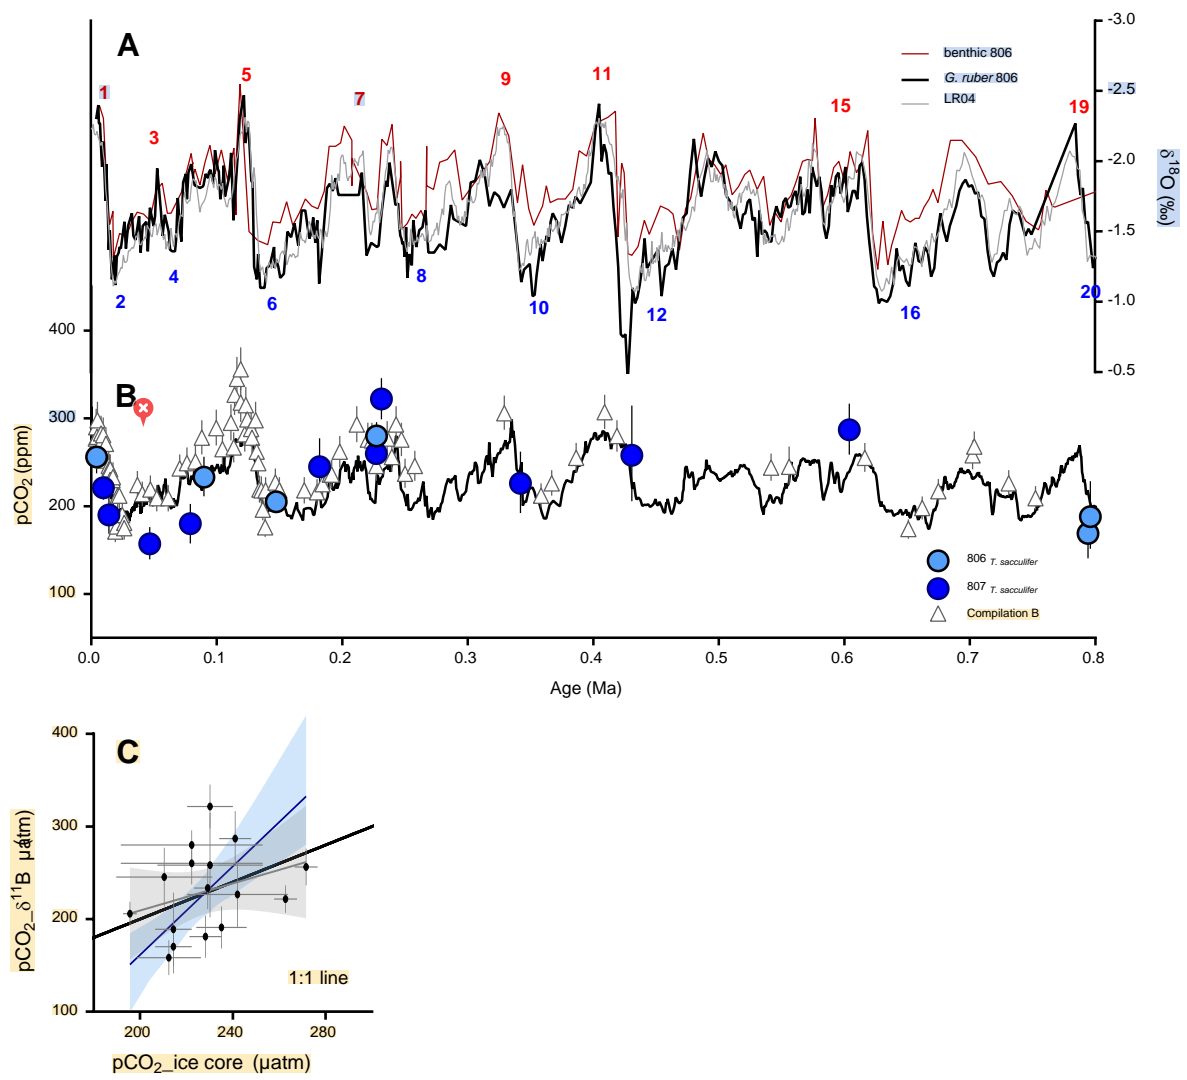 A
-3.0
benthic 806
G. ruber 806
LR04
-2.5
1
5
7
9
11
15
19
3
-2.0
δ18O (‰)
-1.5
4
8
2
6
10
12
16
20
-1.0
400
-0.5
B
300
pCO2 (ppm)
200
100
806 T. sacculifer
807 T. sacculifer
Compilation B
0.0
0.1
0.2
0.3
0.4
0.5
0.6
0.7
0.8
Age (Ma)
C
400
300
200
100
pCO2_δ11B μatm)
1:1 line
200
240
280
pCO2_ice core (μatm)